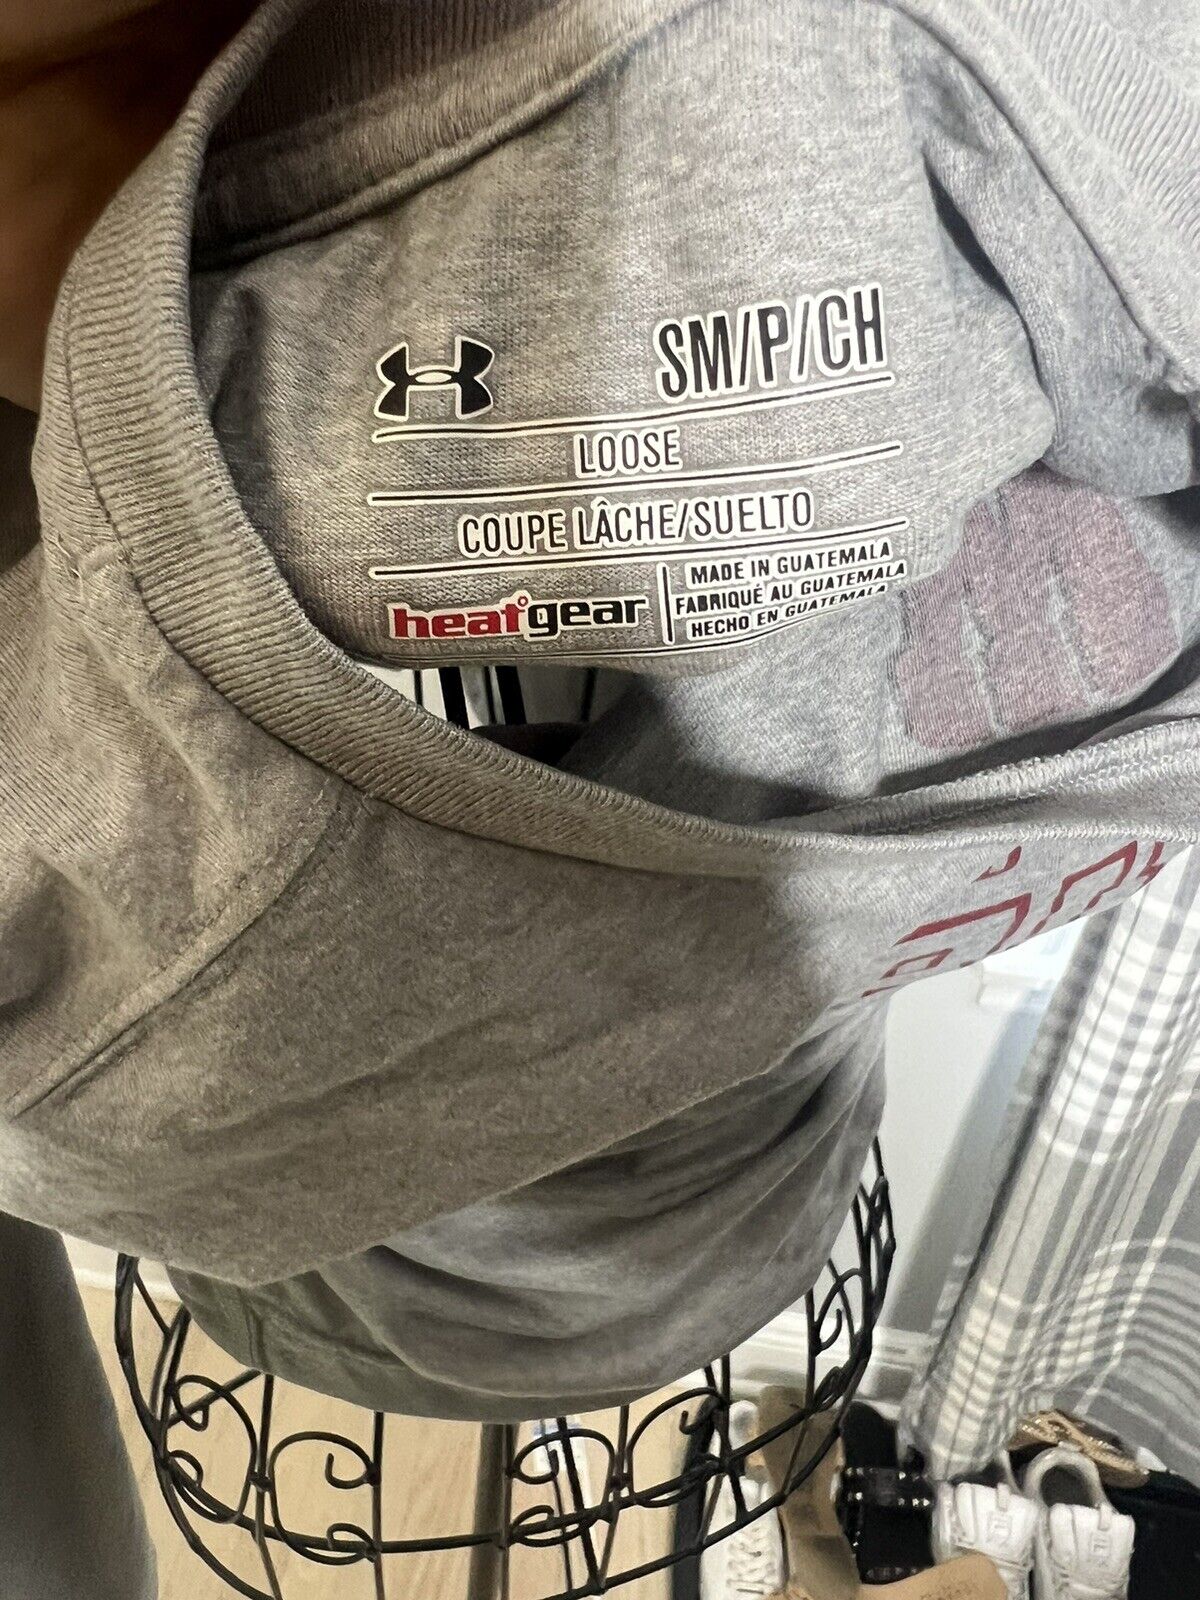 SM/P/CH
LOOSE
COUPE LÂCHE/SUELTO
heatgear
MADE IN GUATEMALA
FABRIQUÉ AU GUATEMALA
HECHO EN GUATEMALA